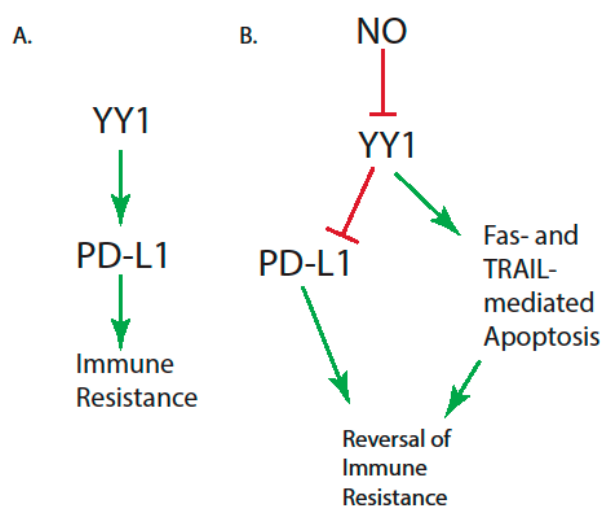 A.
YY1
PD-L1
Immune
Resistance
B.
NO
YY1
PD-L1
Fas- and
TRAIL-
mediated
Apoptosis
Reversal of
Immune
Resistance